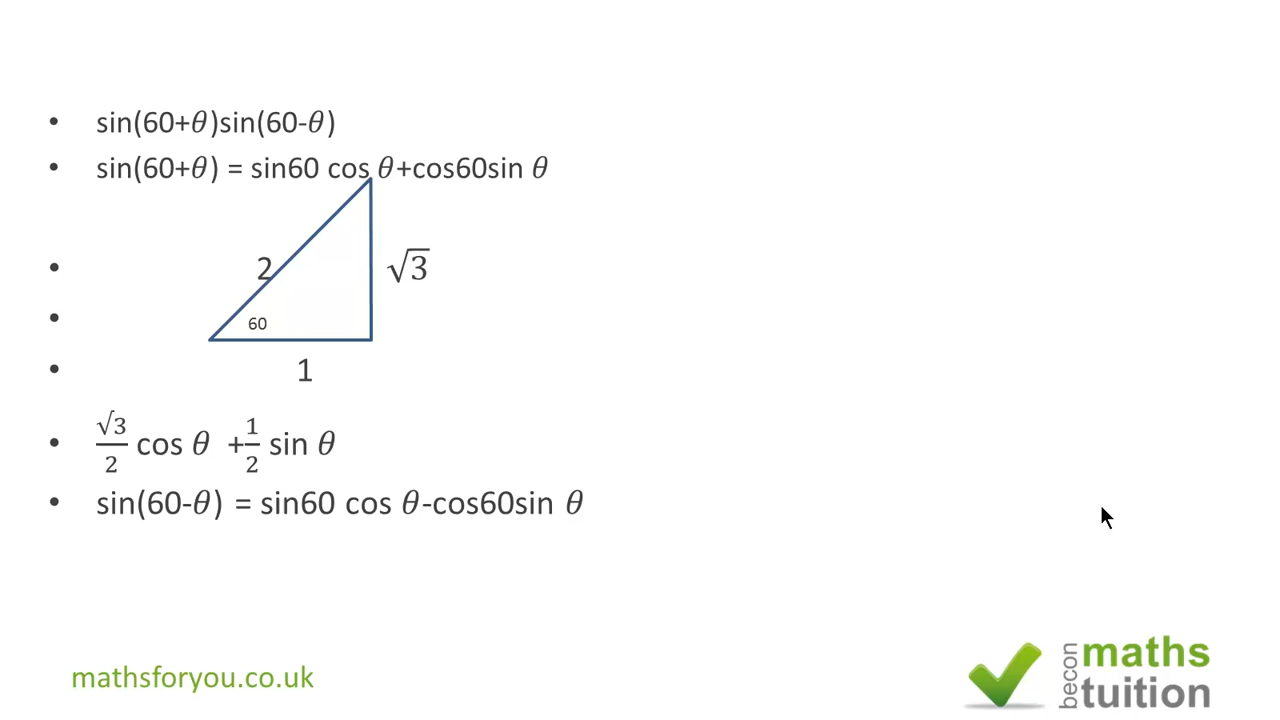 • sin(60+θ)sin(60-θ)
• sin(60+θ) = sin60 cos θ+cos60sin θ
• 2 √3
• 60
• 1
• √3/2 cos θ +1/2 sin θ
• sin(60-θ) = sin60 cos θ-cos60sin θ
mathsforyou.co.uk
becon maths tuition